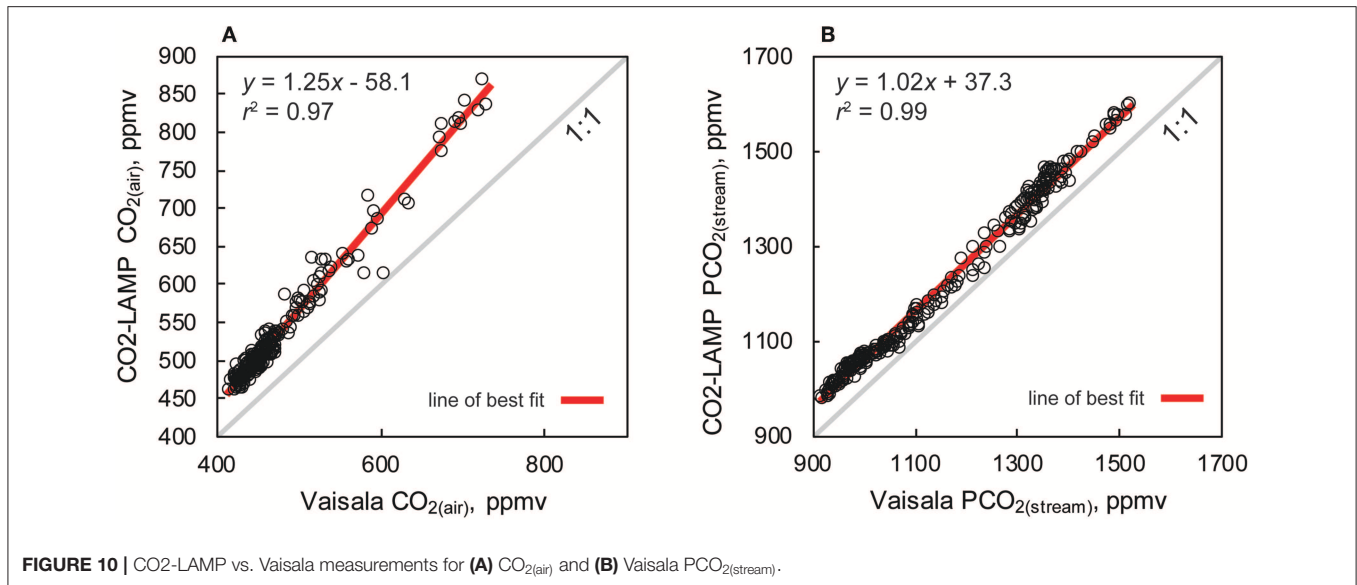 A
900
850
800
750
700
650
600
550
500
450
400
CO2-LAMP CO2(air), ppmv
y = 1.25x - 58.1
r² = 0.97
1:1
line of best fit
400 600 800
Vaisala CO2(air), ppmv
B
1700
1500
1300
1100
900
CO2-LAMP PCO2(stream), ppmv
y = 1.02x + 37.3
r² = 0.99
1:1
line of best fit
900 1100 1300 1500 1700
Vaisala PCO2(stream), ppmv
FIGURE 10 | CO2-LAMP vs. Vaisala measurements for (A) CO2(air) and (B) Vaisala PCO2(stream).